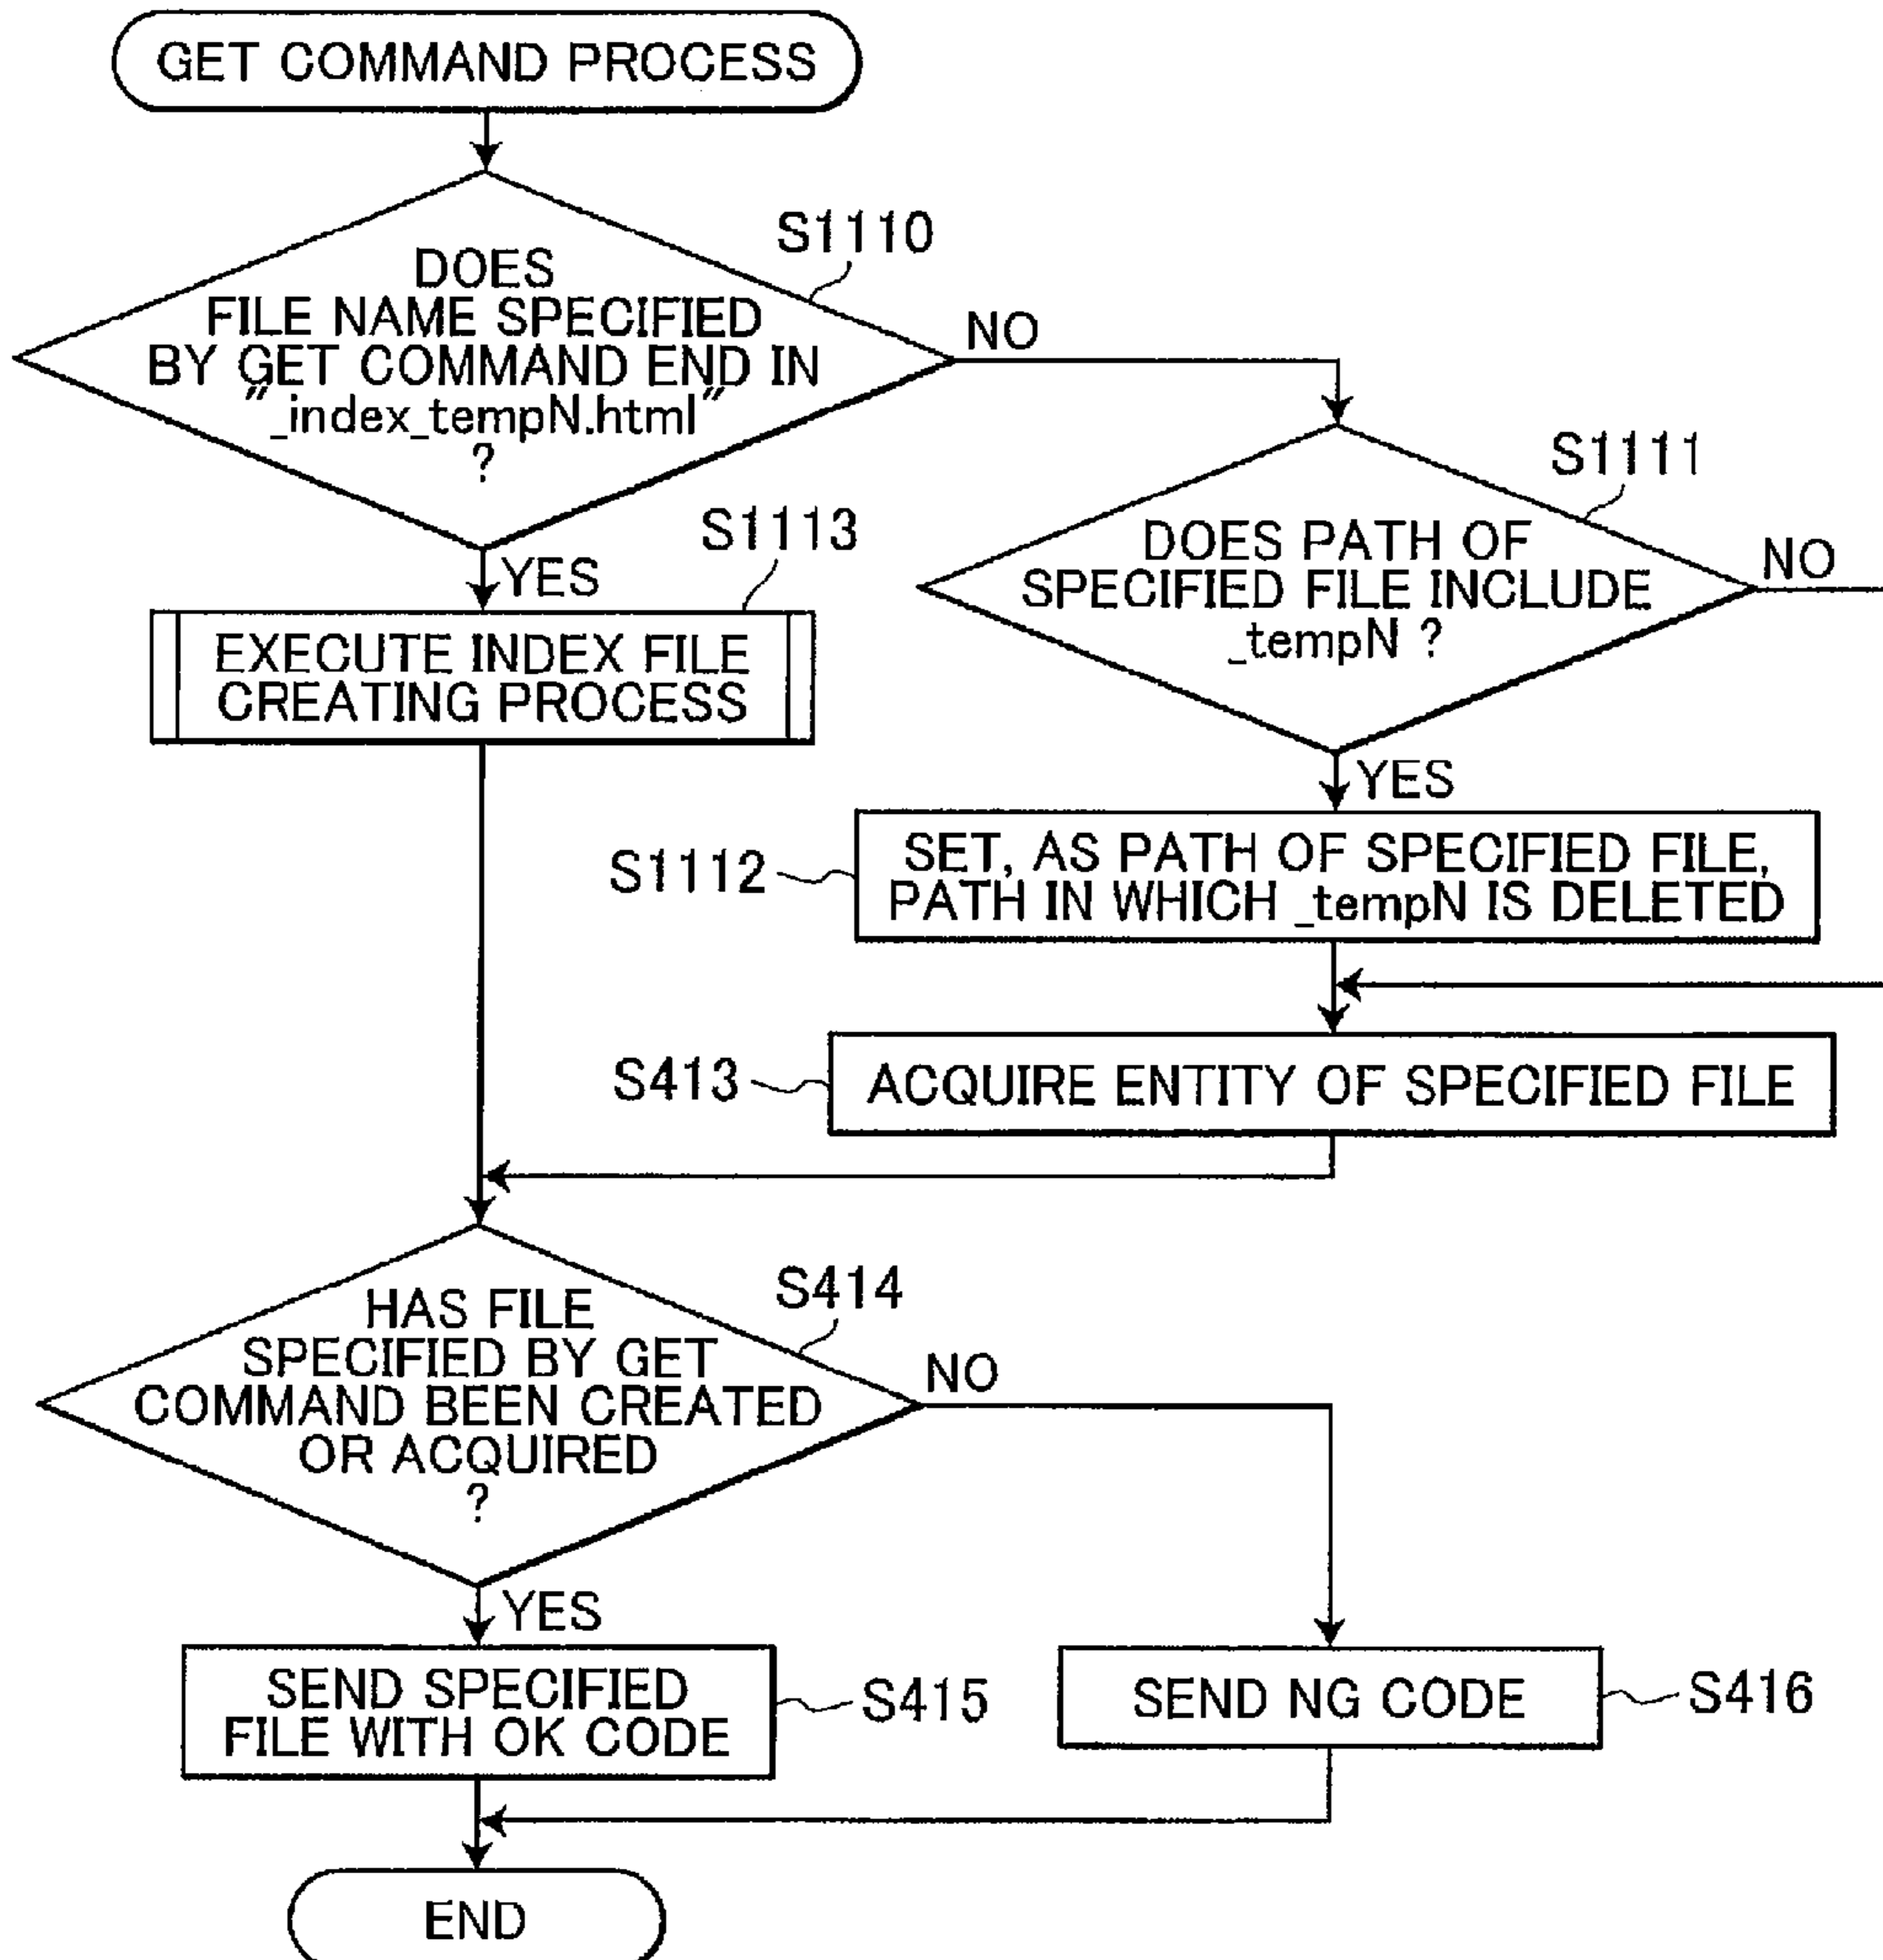 GET COMMAND PROCESS
S1110
DOES
FILE NAME SPECIFIED
BY GET COMMAND END IN
"_index_tempN.html"
?
NO
YES
S1111
DOES PATH OF
SPECIFIED FILE INCLUDE
_tempN ?
NO
YES
S1113
EXECUTE INDEX FILE
CREATING PROCESS
S1112
SET, AS PATH OF SPECIFIED FILE,
PATH IN WHICH _tempN IS DELETED
S413
ACQUIRE ENTITY OF SPECIFIED FILE
S414
HAS FILE
SPECIFIED BY GET
COMMAND BEEN CREATED
OR ACQUIRED
?
NO
YES
SEND SPECIFIED
FILE WITH OK CODE
S415
SEND NG CODE
S416
END